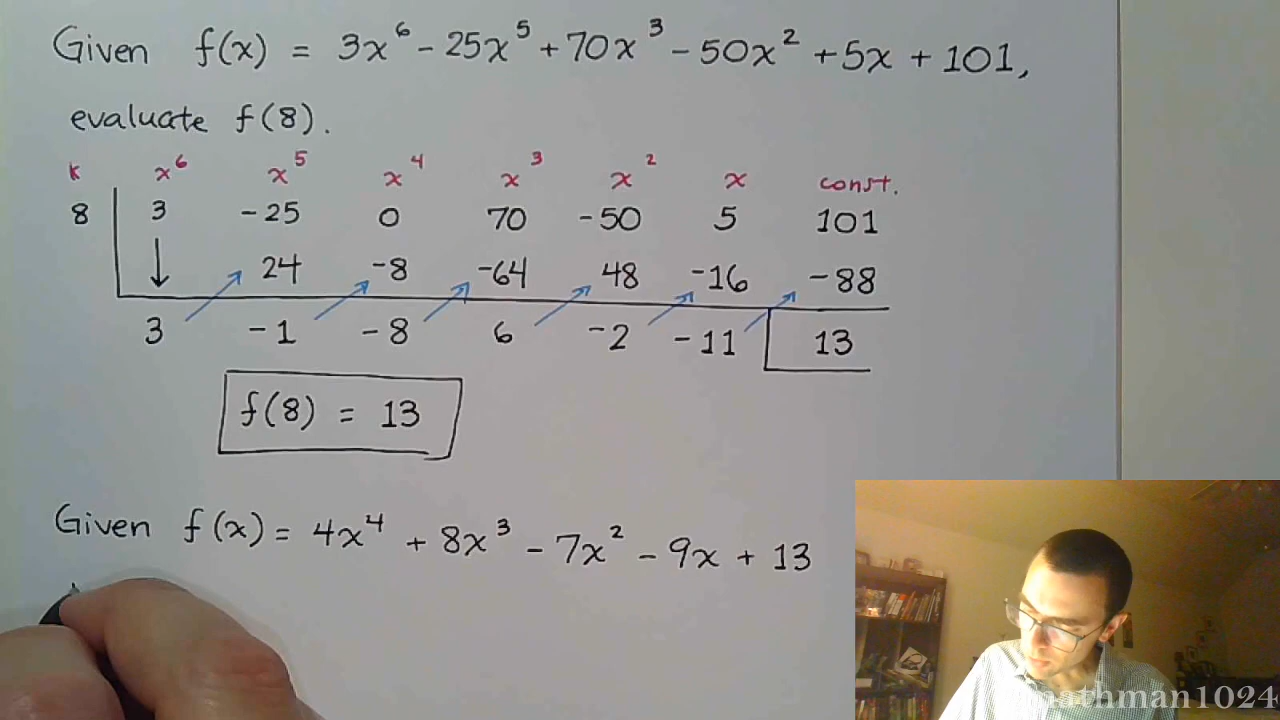 Given f(x) = 3x⁶ - 25x⁵ + 70x³ - 50x² + 5x + 101,
evaluate f(8).
K x⁶ x⁵ x⁴ x³ x² x const.
8 3 -25 0 70 -50 5 101
24 -8 -64 48 -16 -88
3 -1 -8 6 -2 -11 13
f(8) = 13
Given f(x) = 4x⁴ + 8x³ - 7x² - 9x + 13
mathman1024